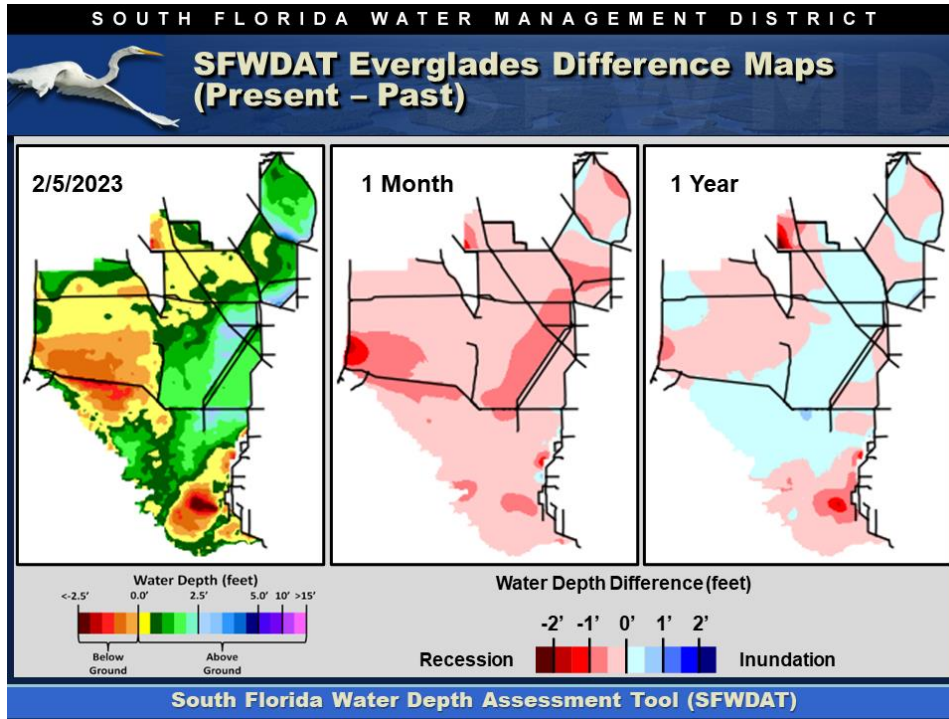 SOUTH FLORIDA WATER MANAGEMENT DISTRICT
SFWDAT Everglades Difference Maps
(Present – Past)
2/5/2023
1 Month
1 Year
Water Depth (feet)
<-2.5' 0.0' 2.5' 5.0' 10' >15'
Below
Ground
Above
Ground
Water Depth Difference (feet)
-2' -1' 0' 1' 2'
Recession
Inundation
South Florida Water Depth Assessment Tool (SFWDAT)